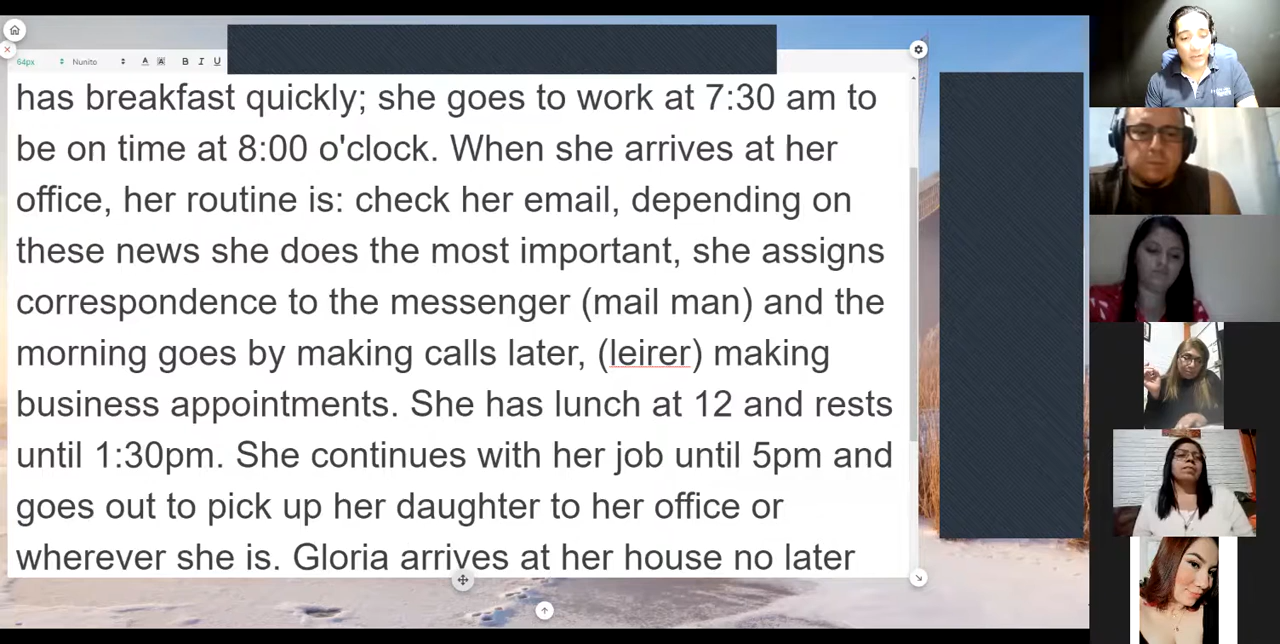 64px Nunito A A B I U
has breakfast quickly; she goes to work at 7:30 am to
be on time at 8:00 o'clock. When she arrives at her
office, her routine is: check her email, depending on
these news she does the most important, she assigns
correspondence to the messenger (mail man) and the
morning goes by making calls later, (leirer) making
business appointments. She has lunch at 12 and rests
until 1:30pm. She continues with her job until 5pm and
goes out to pick up her daughter to her office or
wherever she is. Gloria arrives at her house no later